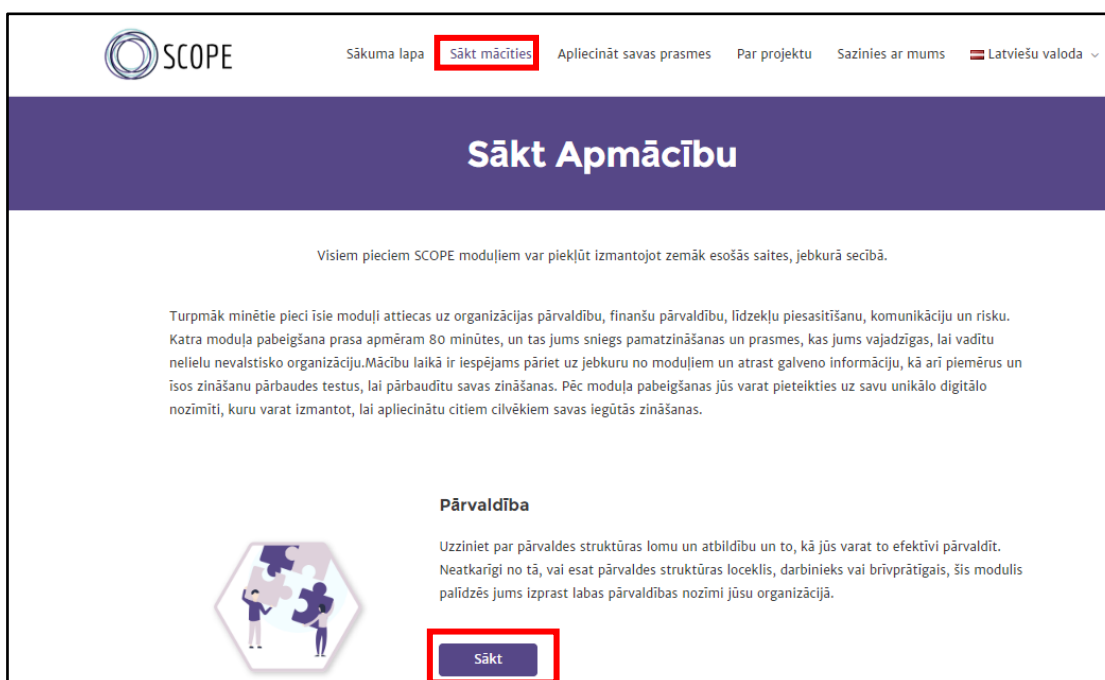 SCOPE
Sākuma lapa Sākt mācīties Apliecināt savas prasmes Par projektu Sazinies ar mums Latviešu valoda
Sākt Apmācību
Visiem pieciem SCOPE moduļiem var piekļūt izmantojot zemāk esošās saites, jebkurā secībā.
Turpmāk minētie pieci īsie moduļi attiecas uz organizācijas pārvaldību, finanšu pārvaldību, līdzekļu piesasitīšanu, komunikāciju un risku.
Katra moduļa pabeigšana prasa apmēram 80 minūtes, un tas jums sniegs pamatzināšanas un prasmes, kas jums vajadzīgas, lai vadītu
nelielu nevalstisko organizāciju.Mācību laikā ir iespējams pāriet uz jebkuru no moduļiem un atrast galveno informāciju, kā arī piemērus un
īsos zināšanu pārbaudes testus, lai pārbaudītu savas zināšanas. Pēc moduļa pabeigšanas jūs varat pieteikties uz savu unikālo digitālo
nozīmīti, kuru varat izmantot, lai apliecinātu citiem cilvēkiem savas iegūtās zināšanas.
Pārvaldība
Uzziniet par pārvaldes struktūras lomu un atbildību un to, kā jūs varat to efektīvi pārvaldīt.
Neatkarīgi no tā, vai esat pārvaldes struktūras loceklis, darbinieks vai brīvprātīgais, šis modulis
palīdzēs jums izprast labas pārvaldības nozīmi jūsu organizācijā.
Sākt